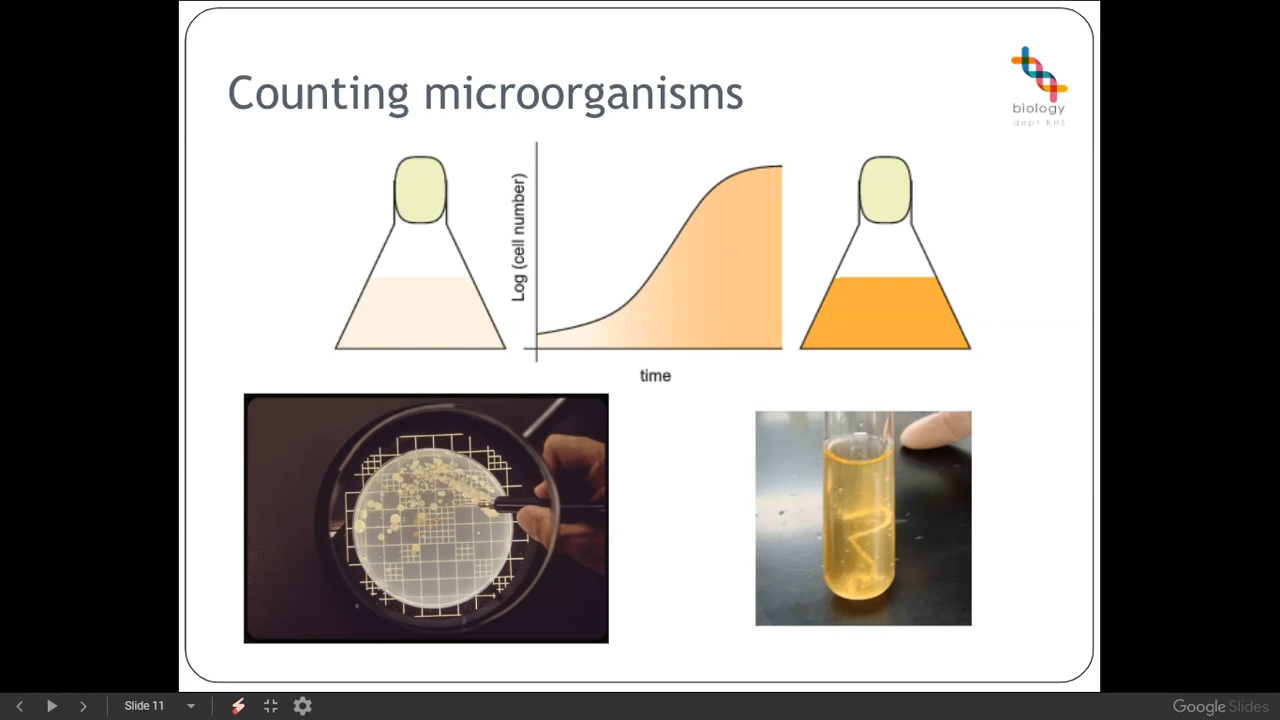 Counting microorganisms
biology
dept KHS
Log (cell number)
time
Slide 11
Google Slides